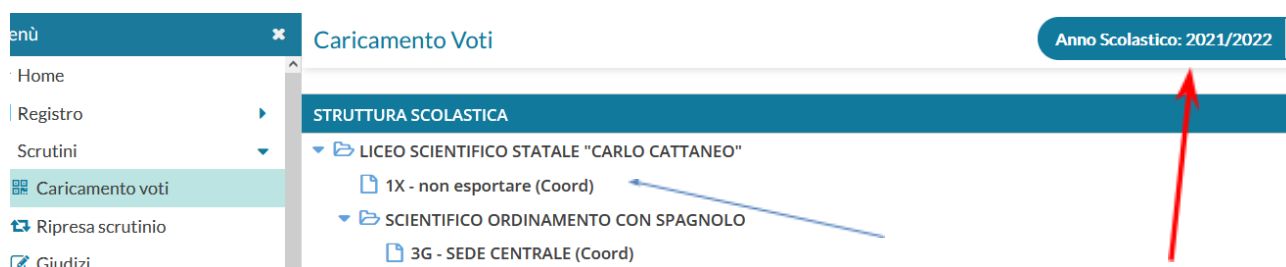 enù
Home
Registro
Scrutini
Caricamento voti
Ripresa scrutinio
Giudizi
Caricamento Voti
Anno Scolastico: 2021/2022
STRUTTURA SCOLASTICA
LICEO SCIENTIFICO STATALE "CARLO CATTANEO"
1X - non esportare (Coord)
SCIENTIFICO ORDINAMENTO CON SPAGNOLO
3G - SEDE CENTRALE (Coord)